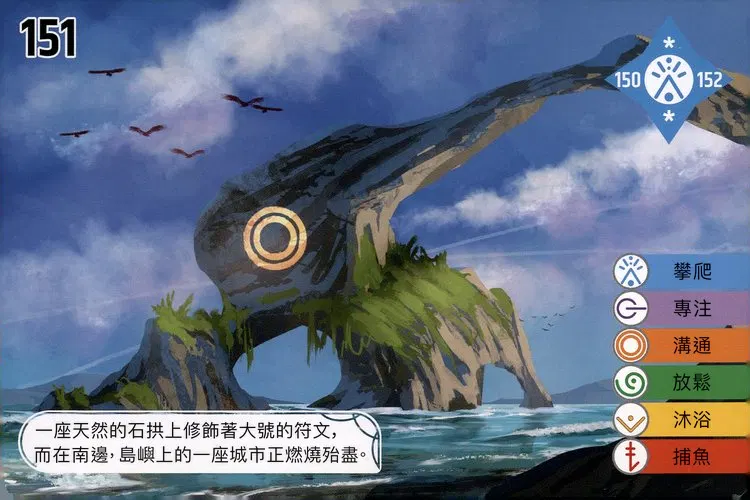 151
*
150 152
*
攀爬
專注
溝通
放鬆
沐浴
捕魚
一座天然的石拱上修飾著大號的符文，
而在南邊，島嶼上的一座城市正燃燒殆盡。